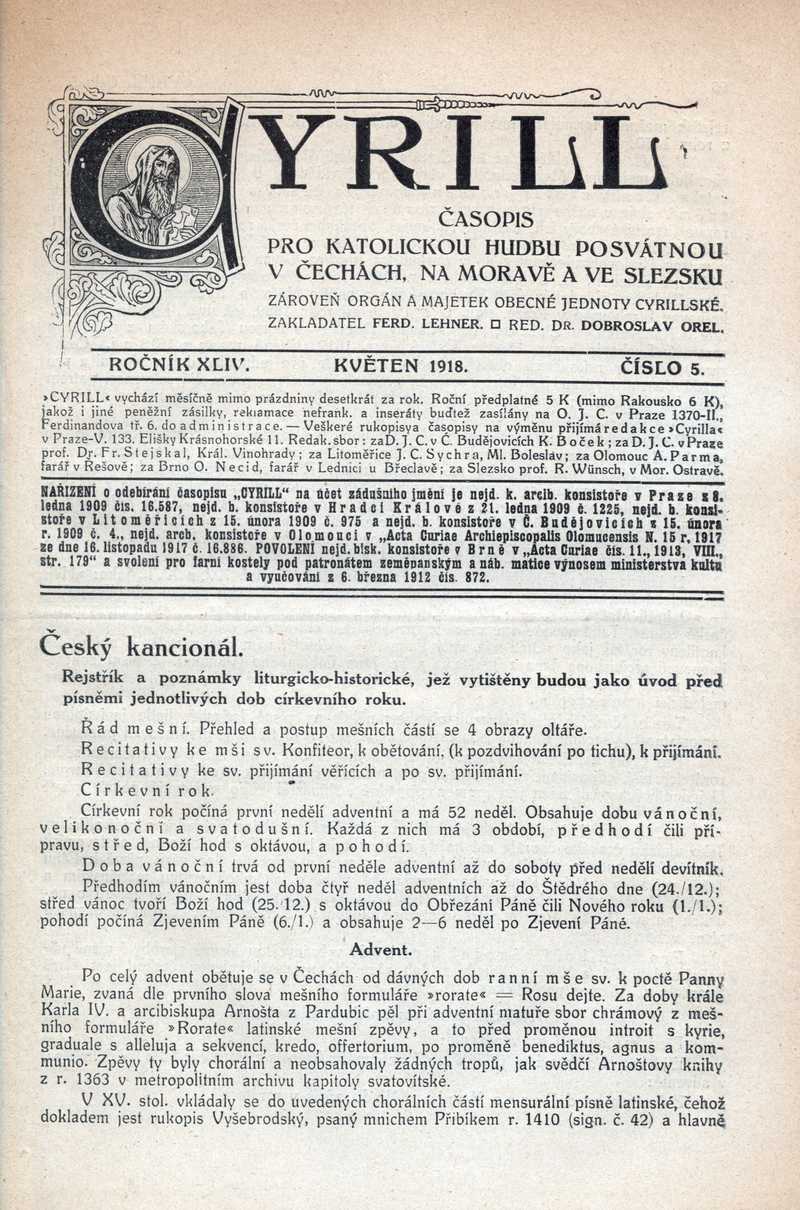 CYRILL
ČASOPIS
PRO KATOLICKOU HUDBU POSVÁTNOU
V ČECHÁCH, NA MORAVĚ A VE SLEZSKU
ZÁROVEŇ ORGÁN A MAJETEK OBECNÉ JEDNOTY CYRILLSKÉ.
ZAKLADATEL FERD. LEHNER. □ RED. DR. DOBROSLAV OREL.
ROČNÍK XLIV. KVĚTEN 1918. ČÍSLO 5.
»CYRILL« vychází měsíčně mimo prázdniny desetkrát za rok. Roční předplatné 5 K (mimo Rakousko 6 K),
jakož i jiné peněžní zásilky, reklamace nefrank. a inseráty buďtež zasílány na O. J. C. v Praze 1370-II.,
Ferdinandova tř. 6. do administrace. — Veškeré rukopisy a časopisy na výměnu přijímá redakce »Cyrilla«
v Praze-V. 133. Elišky Krásnohorské 11. Redak. sbor: za D. J. C. v Č. Budějovicích K. Boček; za D. J. C. v Praze
prof. Dr. Fr. Stejskal, Král. Vinohrady; za Litoměřice J. C. Sychra, Ml. Boleslav; za Olomouc A. Parma,
farář v Řešově; za Brno O. Necid, farář v Lednici u Břeclavě; za Slezsko prof. R. Wünsch, v Mor. Ostravě.
NAŘÍZENÍ o odebírání časopisu „CYRILL“ na účet zádušního jmění je nejd. k. arcib. konsistoře v Praze z 8.
ledna 1909 čís. 16.587, nejd. b. konsistoře v Hradci Králové z 21. ledna 1909 č. 1225, nejd. b. konsi-
stoře v Litoměřicích z 15. února 1909 č. 975 a nejd. b. konsistoře v Č. Budějovicích z 15. února
r. 1909 č. 4., nejd. arcb. konsistoře v Olomouci v „Acta Curiae Archiepiscopalis Olomucensis N. 15 r. 1917
ze dne 16. listopadu 1917 č. 16.886. POVOLENÍ nejd. bisk. konsistoře v Brně v „Acta Curiae čís. 11., 1913, VIII.,
str. 179“ a svolení pro farní kostely pod patronátem zeměpanským a náb. matice výnosem ministerstva kultu
a vyučování z 6. března 1912 čís. 872.
Český kancionál.
Rejstřík a poznámky liturgicko-historické, jež vytištěny budou jako úvod před
písněmi jednotlivých dob církevního roku.
Řád mešní. Přehled a postup mešních částí se 4 obrazy oltáře.
Recitativy ke mši sv. Konfiteor, k obětování, (k pozdvihování po tichu), k přijímání.
Recitativy ke sv. přijímání věřících a po sv. přijímání.
Církevní rok.
Církevní rok počíná první nedělí adventní a má 52 neděl. Obsahuje dobu vánoční,
velikonoční a svatodušní. Každá z nich má 3 období, předhodí čili pří-
pravu, střed, Boží hod s oktávou, a pohodí.
Doba vánoční trvá od první neděle adventní až do soboty před nedělí devítník.
Předhodím vánočním jest doba čtyř neděl adventních až do Štědrého dne (24./12.);
střed vánoc tvoří Boží hod (25. 12.) s oktávou do Obřezání Páně čili Nového roku (1./1.);
pohodí počíná Zjevením Páně (6./1.) a obsahuje 2—6 neděl po Zjevení Páně.
Advent.
Po celý advent obětuje se v Čechách od dávných dob ranní mše sv. k poctě Panny
Marie, zvaná dle prvního slova mešního formuláře »rorate« = Rosu dejte. Za doby krále
Karla IV. a arcibiskupa Arnošta z Pardubic pěl při adventní matuře sbor chrámový z meš-
ního formuláře »Rorate« latinské mešní zpěvy, a to před proměnou introit s kyrie,
graduale s alleluja a sekvencí, kredo, offertorium, po proměně benediktus, agnus a kom-
munio. Zpěvy ty byly chorální a neobsahovaly žádných tropů, jak svědčí Arnoštovy knihy
z r. 1363 v metropolitním archivu kapitoly svatovítské.
V XV. stol. vkládaly se do uvedených chorálních částí mensurální písně latinské, čehož
dokladem jest rukopis Vyšebrodský, psaný mnichem Přibíkem r. 1410 (sign. č. 42) a hlavně